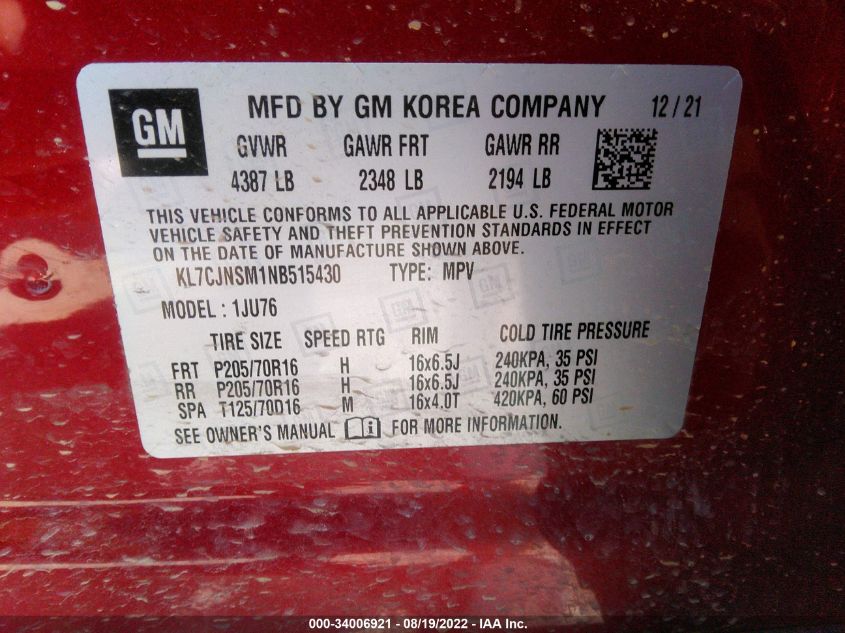 GM
MFD BY GM KOREA COMPANY 12/21
GVWR GAWR FRT GAWR RR
4387 LB 2348 LB 2194 LB
THIS VEHICLE CONFORMS TO ALL APPLICABLE U.S. FEDERAL MOTOR
VEHICLE SAFETY AND THEFT PREVENTION STANDARDS IN EFFECT
ON THE DATE OF MANUFACTURE SHOWN ABOVE.
KL7CJNSM1NB515430 TYPE: MPV
MODEL : 1JU76
TIRE SIZE SPEED RTG RIM COLD TIRE PRESSURE
FRT P205/70R16 H 16x6.5J 240KPA, 35 PSI
RR P205/70R16 H 16x6.5J 240KPA, 35 PSI
SPA T125/70D16 M 16x4.0T 420KPA, 60 PSI
SEE OWNER'S MANUAL i FOR MORE INFORMATION.
000-34006921 - 08/19/2022 - IAA Inc.